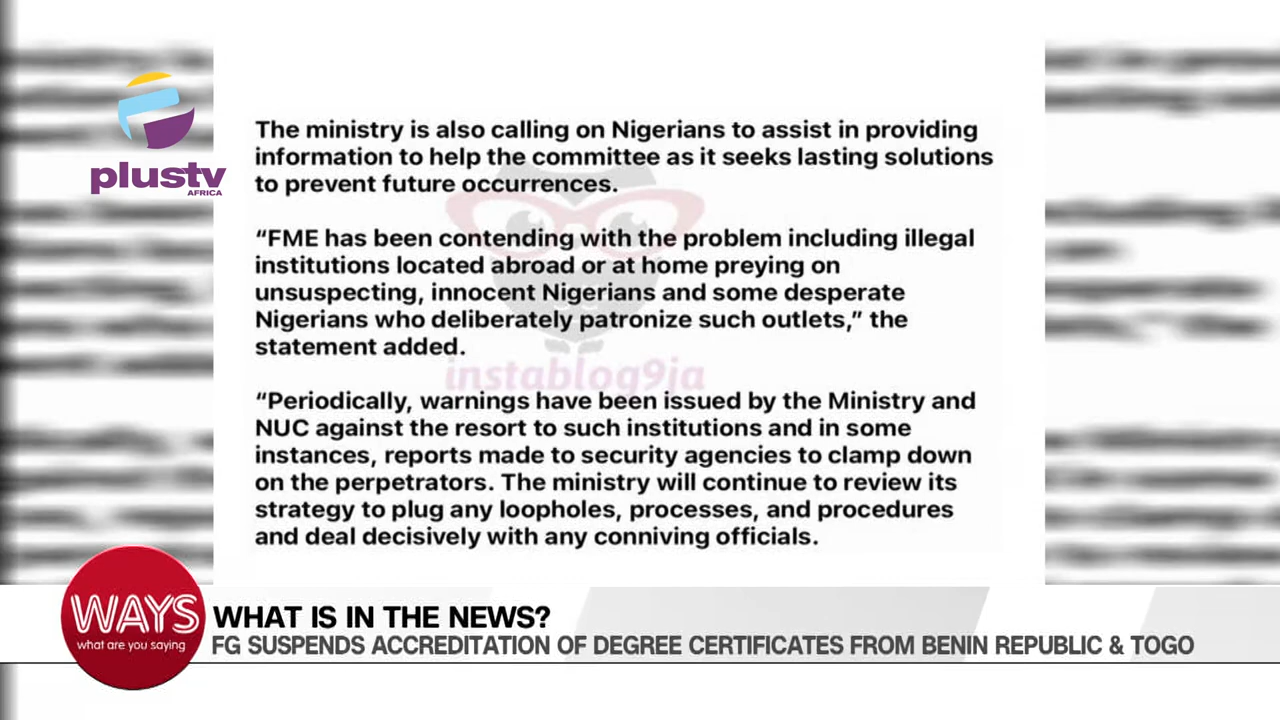 plustv
AFRICA
The ministry is also calling on Nigerians to assist in providing
information to help the committee as it seeks lasting solutions
to prevent future occurrences.
“FME has been contending with the problem including illegal
institutions located abroad or at home preying on
unsuspecting, innocent Nigerians and some desperate
Nigerians who deliberately patronize such outlets,” the
statement added.
instablog9ja
“Periodically, warnings have been issued by the Ministry and
NUC against the resort to such institutions and in some
instances, reports made to security agencies to clamp down
on the perpetrators. The ministry will continue to review its
strategy to plug any loopholes, processes, and procedures
and deal decisively with any conniving officials.
WAYS
what are you saying
WHAT IS IN THE NEWS?
FG SUSPENDS ACCREDITATION OF DEGREE CERTIFICATES FROM BENIN REPUBLIC & TOGO